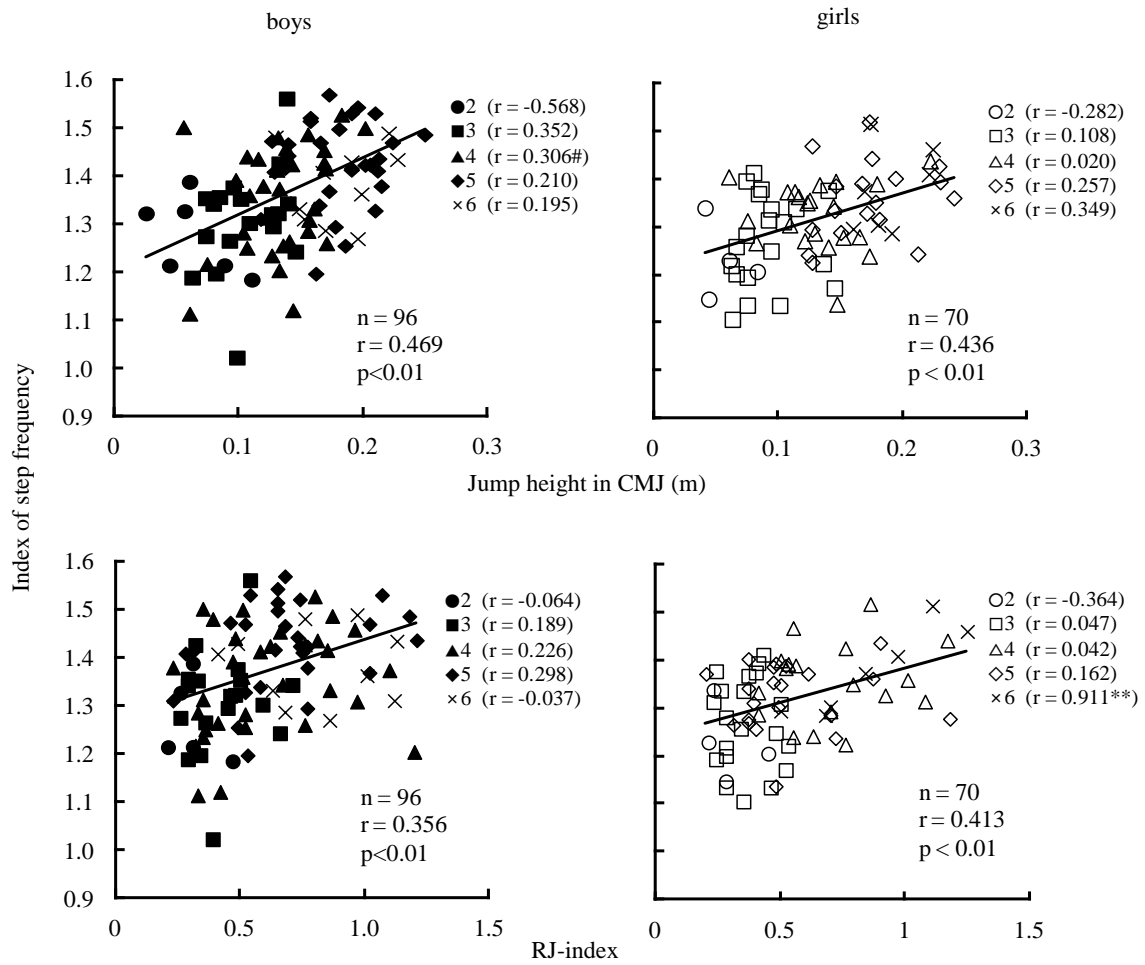 boys
girls
Index of step frequency
1.6
1.5
1.4
1.3
1.2
1.1
1.0
0.9
0
0.1
0.2
0.3
●2 (r = -0.568)
■3 (r = 0.352)
▲4 (r = 0.306#)
◆5 (r = 0.210)
×6 (r = 0.195)
n = 96
r = 0.469
p<0.01
○2 (r = -0.282)
□3 (r = 0.108)
△4 (r = 0.020)
◇5 (r = 0.257)
×6 (r = 0.349)
n = 70
r = 0.436
p < 0.01
0
0.1
0.2
0.3
Jump height in CMJ (m)
1.6
1.5
1.4
1.3
1.2
1.1
1.0
0.9
0
0.5
1.0
1.5
●2 (r = -0.064)
■3 (r = 0.189)
▲4 (r = 0.226)
◆5 (r = 0.298)
×6 (r = -0.037)
n = 96
r = 0.356
p<0.01
○2 (r = -0.364)
□3 (r = 0.047)
△4 (r = 0.042)
◇5 (r = 0.162)
×6 (r = 0.911**)
n = 70
r = 0.413
p < 0.01
0
0.5
1
1.5
RJ-index